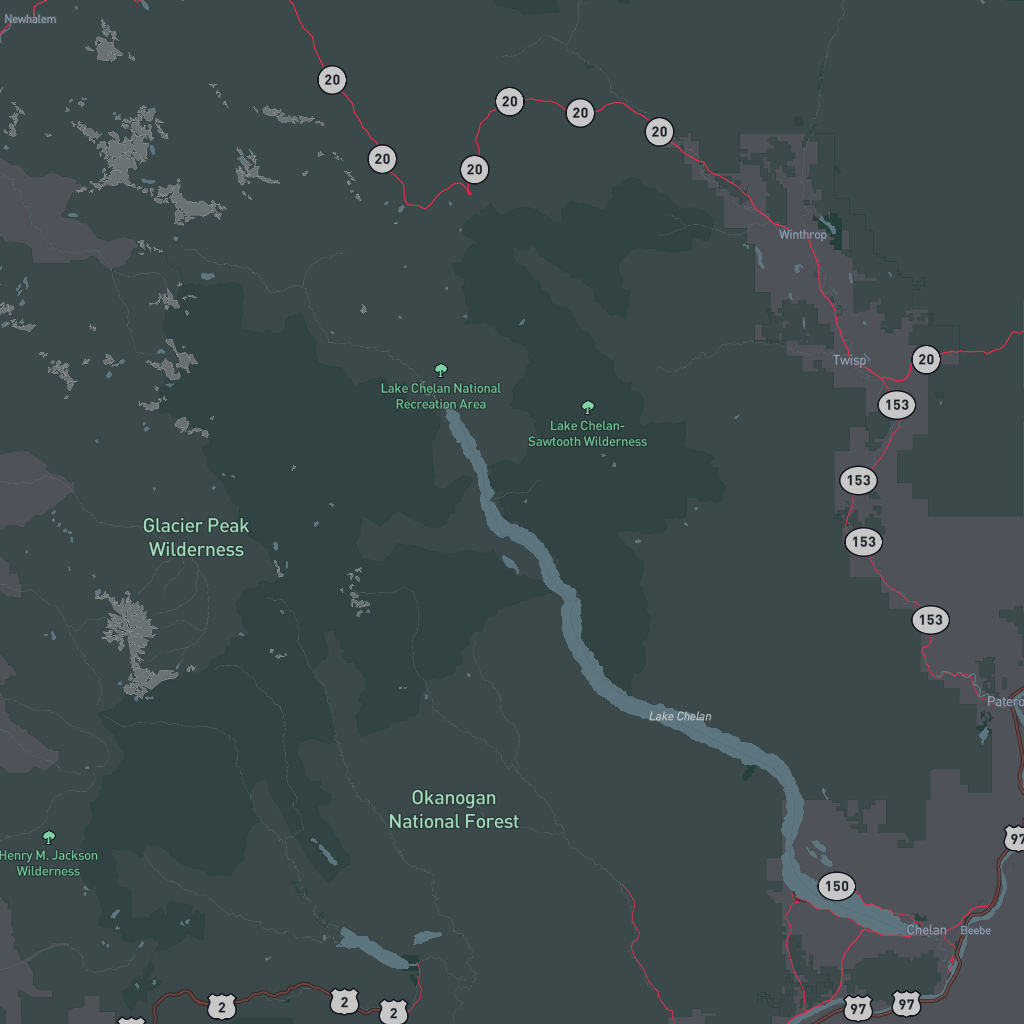 Newhalem
20
20
20
20
20
20
Winthrop
Twisp
20
Lake Chelan National
Recreation Area
153
Lake Chelan-
Sawtooth Wilderness
153
Glacier Peak
Wilderness
153
153
Patero
Lake Chelan
Okanogan
National Forest
97
Henry M. Jackson
Wilderness
150
Chelan
Beebe
2
2
2
97
97